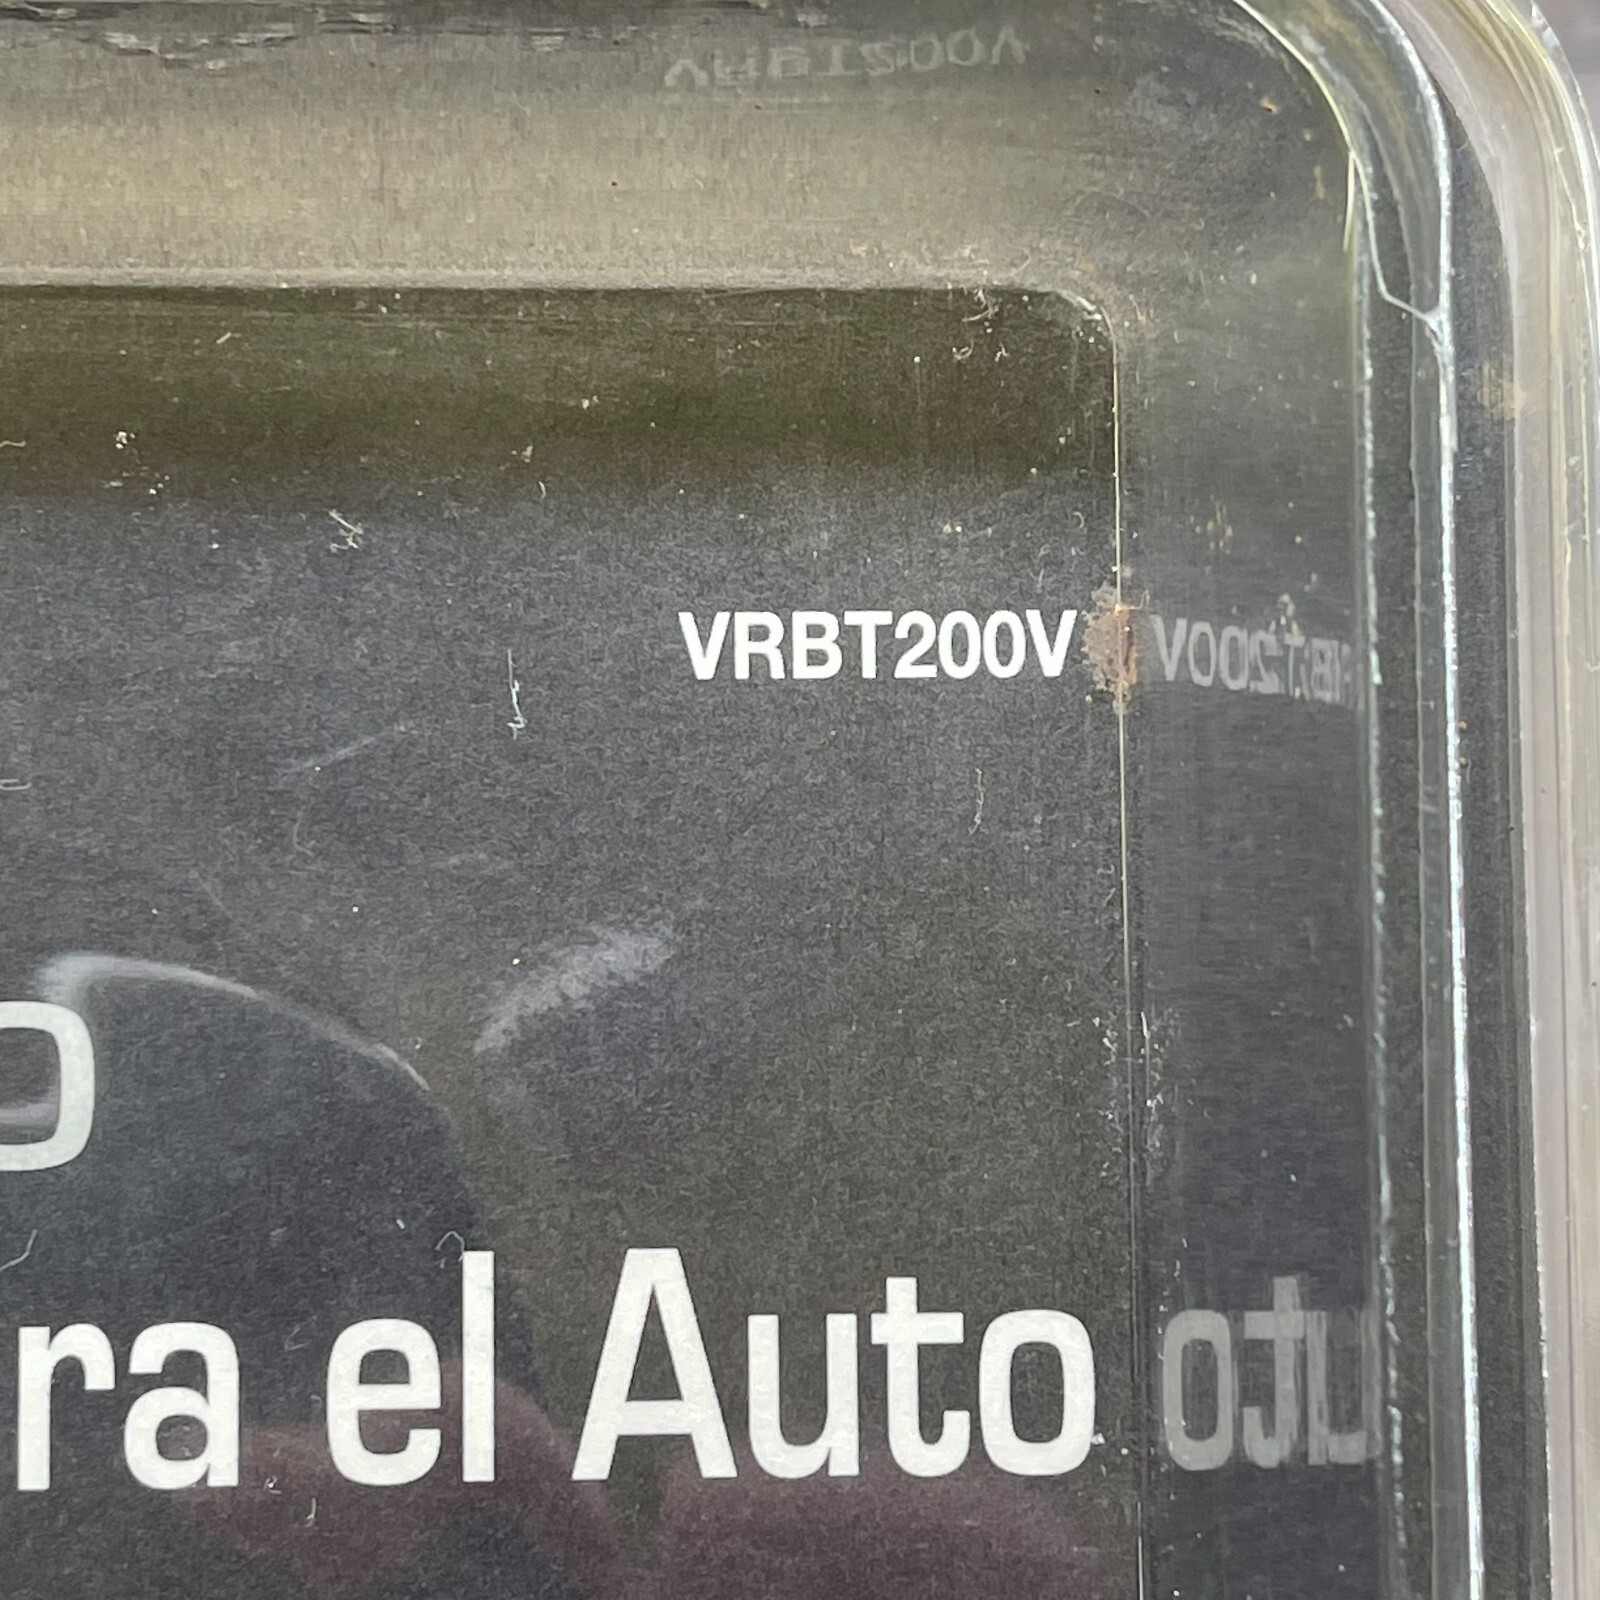 VRBT200V
o
ra el Auto